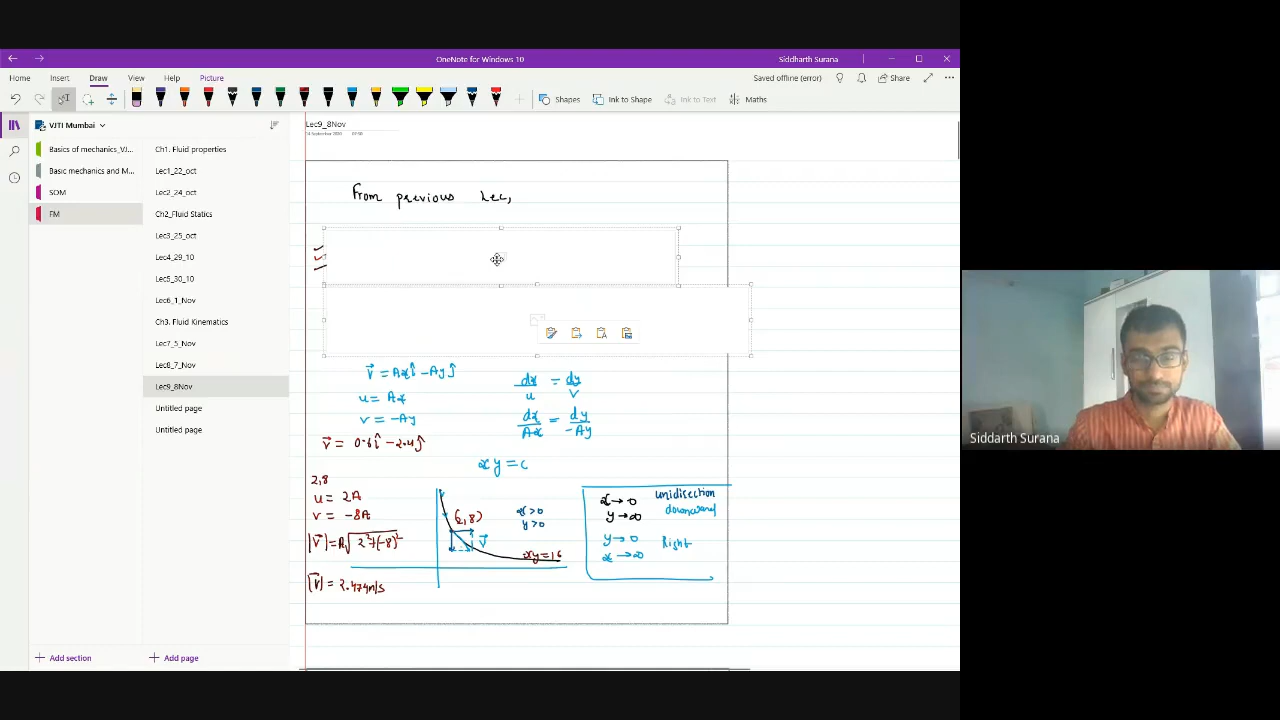 OneNote for Windows 10
Siddharth Surana
Home Insert Draw View Help Picture
Saved offline (error)
Share
Shapes Ink to Shape Ink to Text Maths
VJTI Mumbai
Basics of mechanics_VJ...
Basic mechanics and M...
SOM
FM
Add section
Ch1. Fluid properties
Lec1_22_oct
Lec2_24_oct
Ch2_Fluid Statics
Lec3_25_oct
Lec4_29_10
Lec5_30_10
Lec6_1_Nov
Ch3. Fluid Kinematics
Lec7_5_Nov
Lec8_7_Nov
Lec9_8Nov
Untitled page
Untitled page
Add page
Lec9_8Nov
From previous Lec,
V⃗ = Axî - Ayĵ
u = Ax
v = -Ay
V⃗ = 0.6î - 2.4ĵ
dx/u = dy/v
dx/Ax = dy/-Ay
xy = c
2,8
u = 2A
v = -8A
|V⃗| = A√2²+(-8)²
|V⃗| = 2.474m/s
(2,8)
V⃗
x>0
y>0
xy=16
x→0 unidisection
y→∞ downward
y→0 Right
x→∞
Siddarth Surana